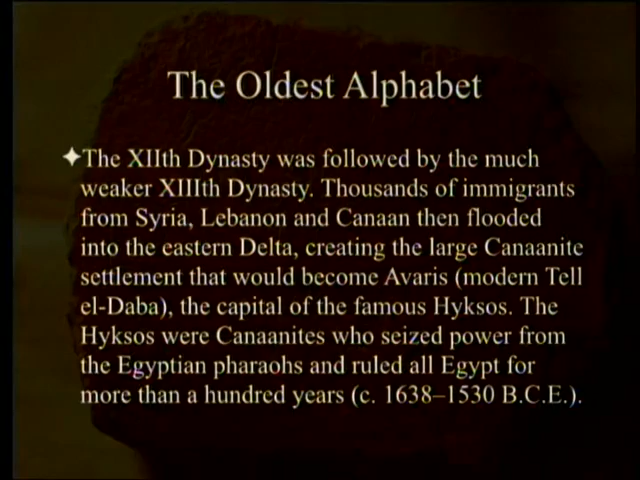 The Oldest Alphabet
✦The XIIth Dynasty was followed by the much
weaker XIIIth Dynasty. Thousands of immigrants
from Syria, Lebanon and Canaan then flooded
into the eastern Delta, creating the large Canaanite
settlement that would become Avaris (modern Tell
el-Daba), the capital of the famous Hyksos. The
Hyksos were Canaanites who seized power from
the Egyptian pharaohs and ruled all Egypt for
more than a hundred years (c. 1638–1530 B.C.E.).